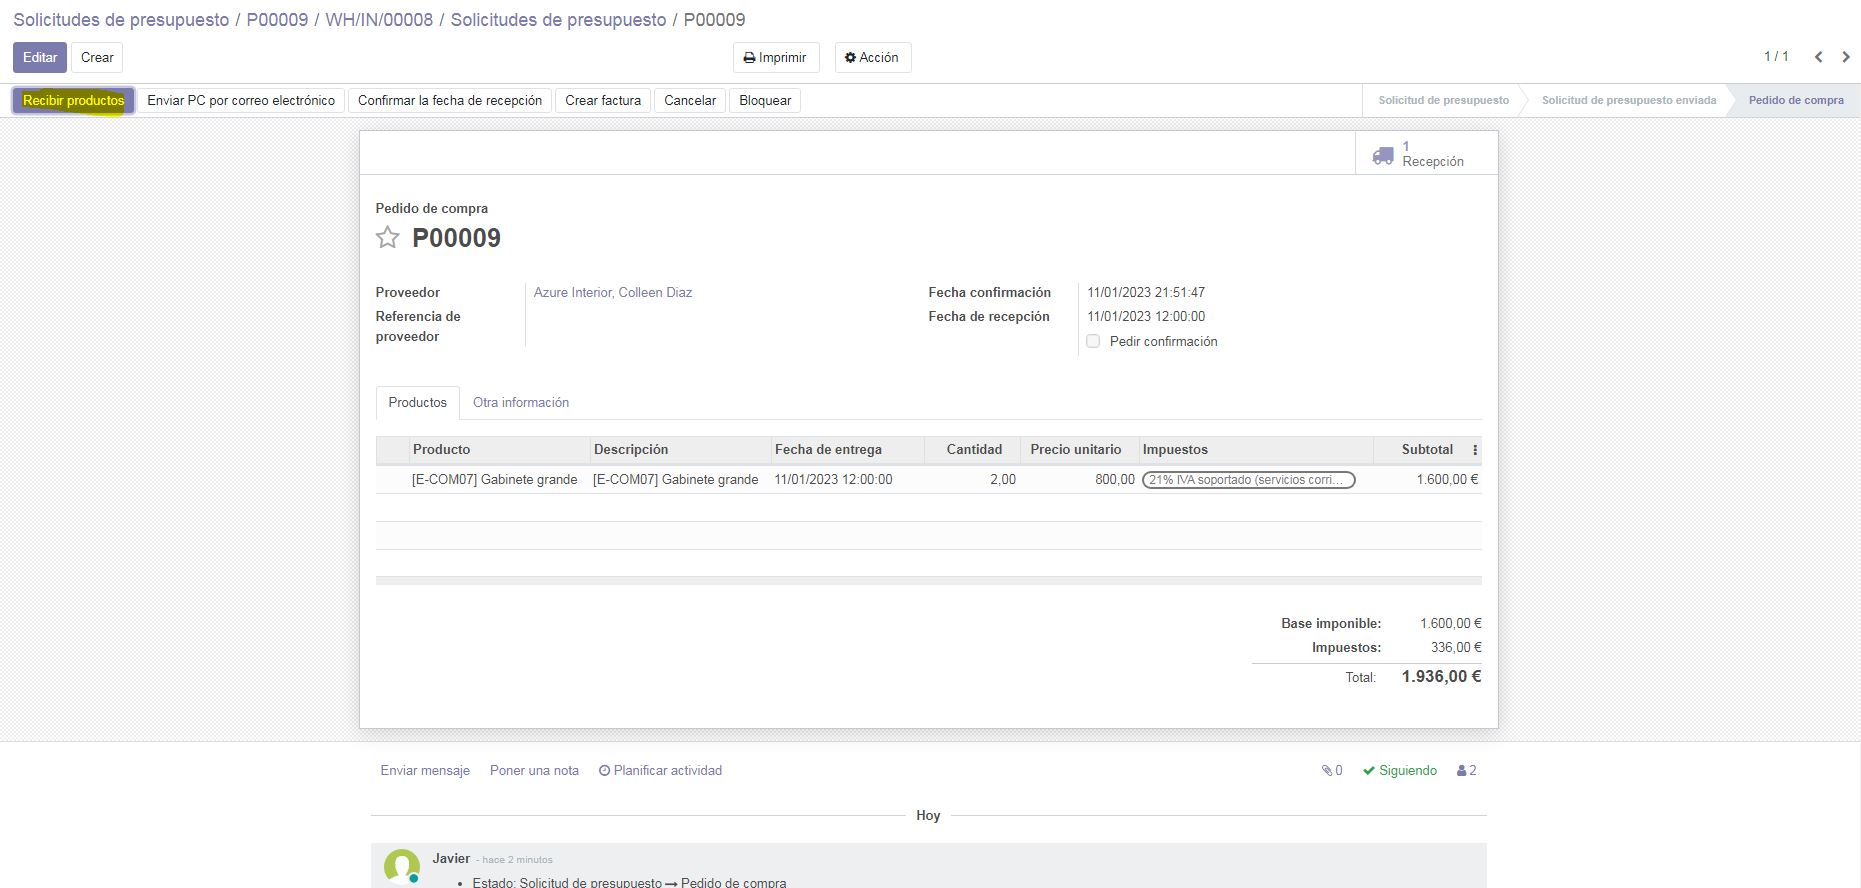 Solicitudes de presupuesto / P00009 / WH/IN/00008 / Solicitudes de presupuesto / P00009
Editar Crear Imprimir Acción 1 / 1
Recibir productos Enviar PC por correo electrónico Confirmar la fecha de recepción Crear factura Cancelar Bloquear Solicitud de presupuesto Solicitud de presupuesto enviada Pedido de compra
1
Recepción
Pedido de compra
P00009
Proveedor Azure Interior, Colleen Diaz Fecha confirmación 11/01/2023 21:51:47
Referencia de Fecha de recepción 11/01/2023 12:00:00
proveedor
Pedir confirmación
Productos Otra información
Producto Descripción Fecha de entrega Cantidad Precio unitario Impuestos Subtotal
[E-COM07] Gabinete grande [E-COM07] Gabinete grande 11/01/2023 12:00:00 2,00 800,00 21% IVA soportado (servicios corri... 1.600,00 €
Base imponible: 1.600,00 €
Impuestos: 336,00 €
Total: 1.936,00 €
Enviar mensaje Poner una nota Planificar actividad 0 Siguiendo 2
Hoy
Javier - hace 2 minutos
• Estado: Solicitud de presupuesto → Pedido de compra